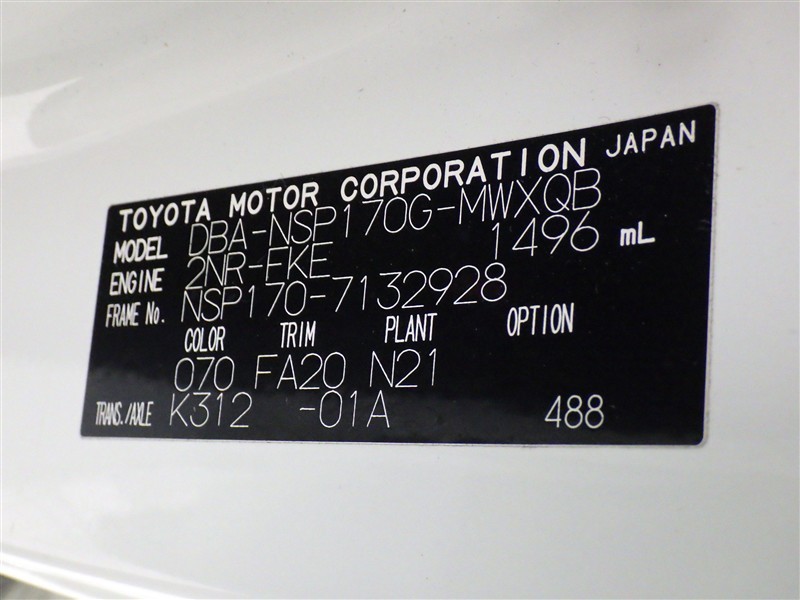 TOYOTA MOTOR CORPORATION JAPAN
MODEL DBA-NSP170G-MWXQB
ENGINE 2NR-FKE 1496 mL
FRAME No. NSP170-7132928
COLOR TRIM PLANT OPTION
070 FA20 N21
TRANS./AXLE K312 -01A 488